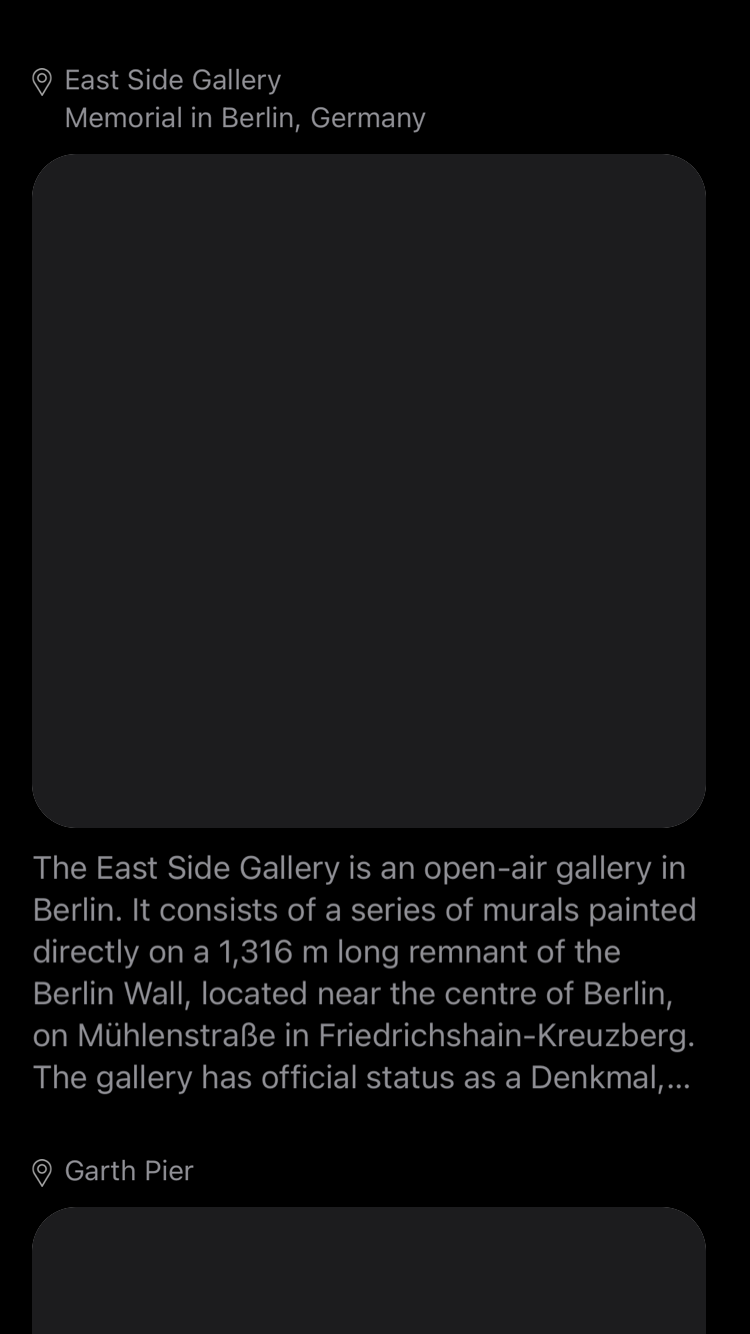 East Side Gallery
Memorial in Berlin, Germany
The East Side Gallery is an open-air gallery in
Berlin. It consists of a series of murals painted
directly on a 1,316 m long remnant of the
Berlin Wall, located near the centre of Berlin,
on Mühlenstraße in Friedrichshain-Kreuzberg.
The gallery has official status as a Denkmal,...
Garth Pier